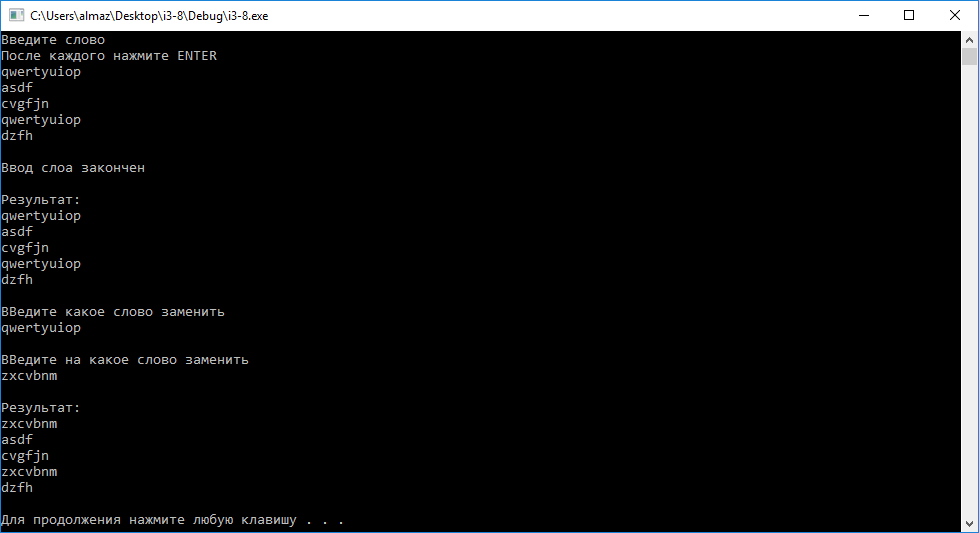 C:\Users\almaz\Desktop\i3-8\Debug\i3-8.exe
Введите слово
После каждого нажмите ENTER
qwertyuiop
asdf
cvgfjn
qwertyuiop
dzfh
Ввод слоа закончен
Результат:
qwertyuiop
asdf
cvgfjn
qwertyuiop
dzfh
ВВедите какое слово заменить
qwertyuiop
ВВедите на какое слово заменить
zxcvbnm
Результат:
zxcvbnm
asdf
cvgfjn
zxcvbnm
dzfh
Для продолжения нажмите любую клавишу . . .